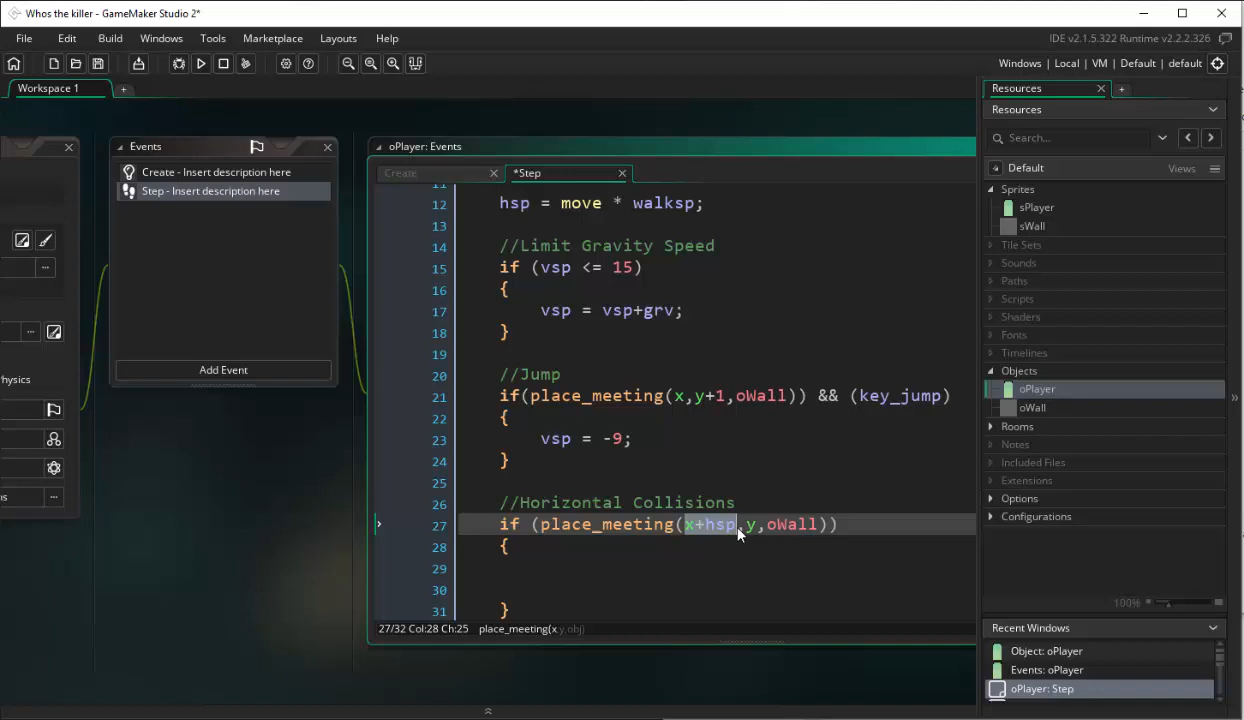 Whos the killer - GameMaker Studio 2*
File Edit Build Windows Tools Marketplace Layouts Help
IDE v2.1.5.322 Runtime v2.2.2.326
Windows | Local | VM | Default | default
Workspace 1
Events
Create - Insert description here
Step - Insert description here
Add Event
hysics
ns
oPlayer: Events
Create
*Step
11
12 hsp = move * walksp;
13
14 //Limit Gravity Speed
15 if (vsp <= 15)
16 {
17 vsp = vsp+grv;
18 }
19
20 //Jump
21 if(place_meeting(x,y+1,oWall)) && (key_jump)
22 {
23 vsp = -9;
24 }
25
26 //Horizontal Collisions
27 if (place_meeting(x+hsp,y,oWall))
28 {
29
30
31 }
27/32 Col:28 Ch:25 place_meeting(x,y,obj)
Resources
Resources
Search...
Default Views
Sprites
sPlayer
sWall
Tile Sets
Sounds
Paths
Scripts
Shaders
Fonts
Timelines
Objects
oPlayer
oWall
Rooms
Notes
Included Files
Extensions
Options
Configurations
100%
Recent Windows
Object: oPlayer
Events: oPlayer
oPlayer: Step